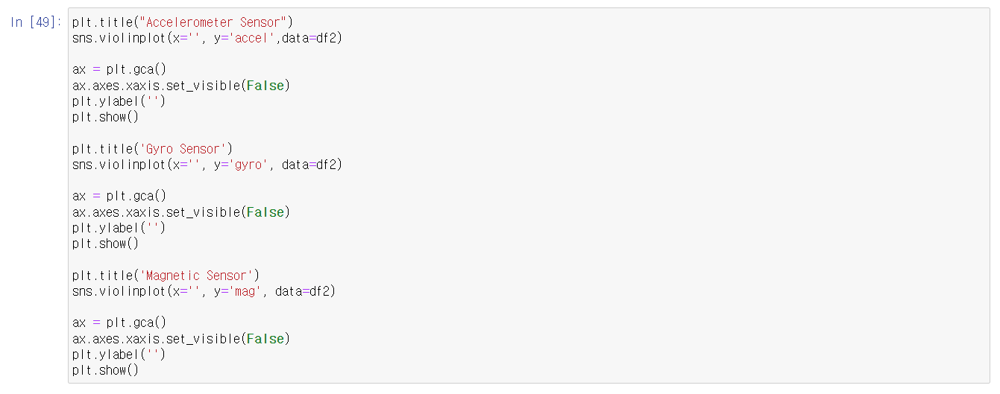 In [49]:
plt.title("Accelerometer Sensor")
sns.violinplot(x='', y='accel',data=df2)
ax = plt.gca()
ax.axes.xaxis.set_visible(False)
plt.ylabel('')
plt.show()
plt.title('Gyro Sensor')
sns.violinplot(x='', y='gyro', data=df2)
ax = plt.gca()
ax.axes.xaxis.set_visible(False)
plt.ylabel('')
plt.show()
plt.title('Magnetic Sensor')
sns.violinplot(x='', y='mag', data=df2)
ax = plt.gca()
ax.axes.xaxis.set_visible(False)
plt.ylabel('')
plt.show()